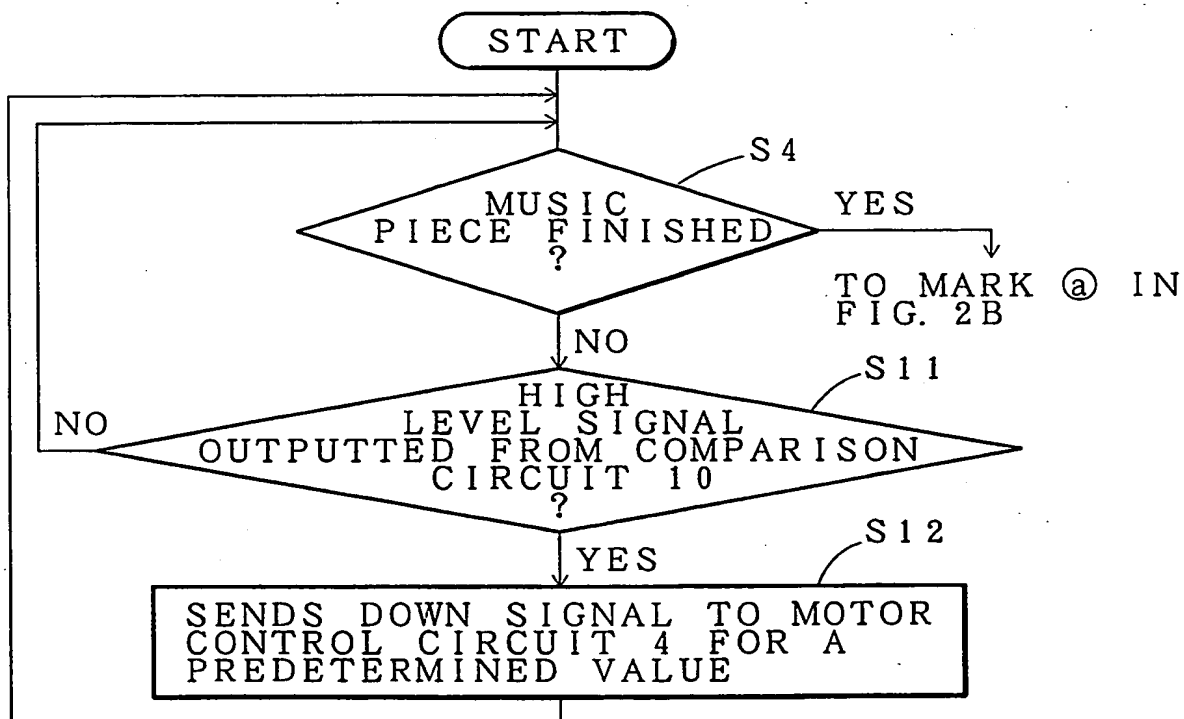 START
S4
MUSIC
PIECE FINISHED
?
YES
TO MARK ⓐ IN
FIG. 2B
NO
S11
HIGH
LEVEL SIGNAL
OUTPUTTED FROM COMPARISON
CIRCUIT 10
?
NO
YES
S12
SENDS DOWN SIGNAL TO MOTOR
CONTROL CIRCUIT 4 FOR A
PREDETERMINED VALUE